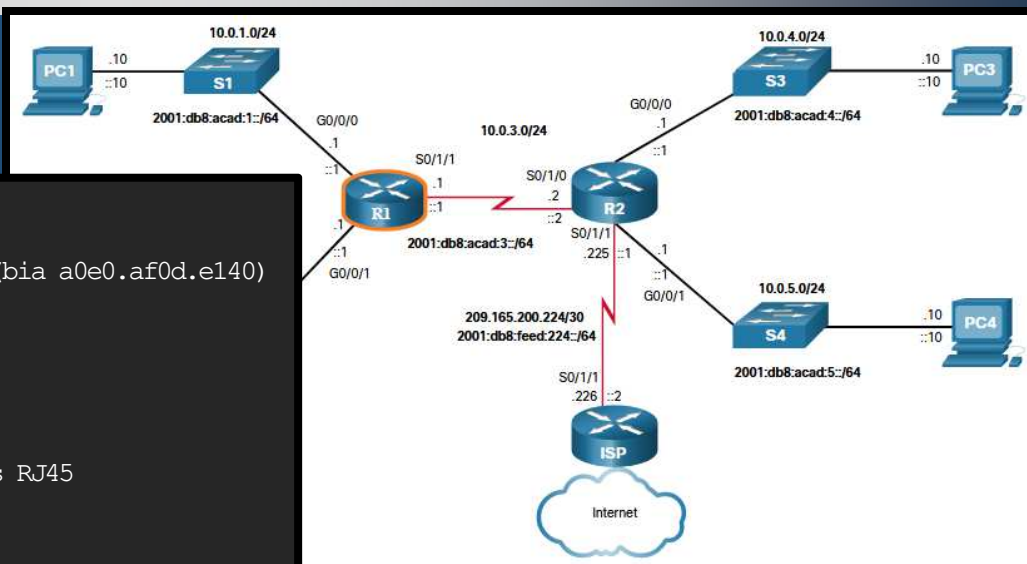 10.0.1.0/24
.10
PC1
::10
S1
2001:db8:acad:1::/64
G0/0/0
.1
::1
S0/1/1
.1
::1
R1
.1
::1
G0/0/1
10.0.3.0/24
2001:db8:acad:3::/64
S0/1/0
.2
::2
R2
10.0.4.0/24
S3
.10
PC3
::10
2001:db8:acad:4::/64
G0/0/0
.1
::1
S0/1/1
.225
::1
.1
::1
G0/0/1
10.0.5.0/24
S4
.10
PC4
::10
2001:db8:acad:5::/64
209.165.200.224/30
2001:db8:feed:224::/64
S0/1/1
.226
::2
ISP
Internet
bia a0e0.af0d.e140)
s RJ45